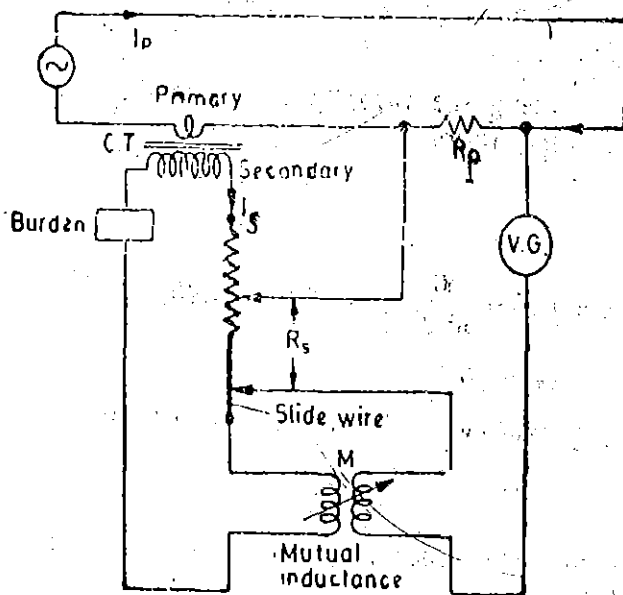 Ip
Primary
C.T
Secondary
Rp
Is
Burden
V.G.
Rs
Slide wire
M
Mutual
inductance